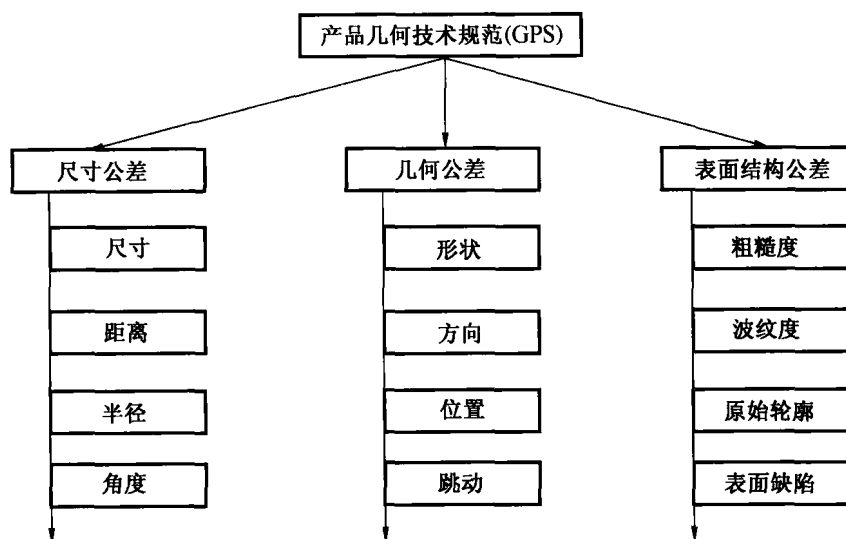 产品几何技术规范(GPS)
尺寸公差
几何公差
表面结构公差
尺寸
形状
粗糙度
距离
方向
波纹度
半径
位置
原始轮廓
角度
跳动
表面缺陷